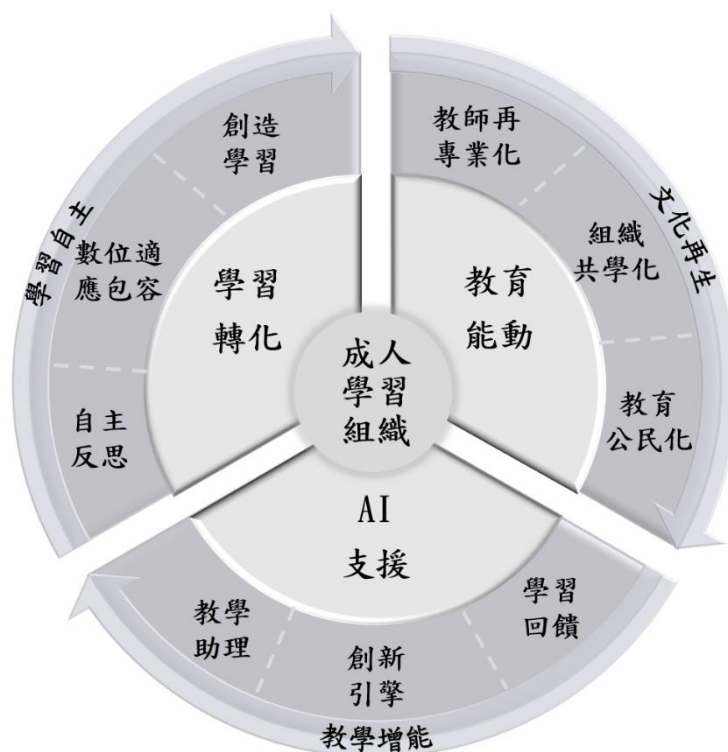 創造
學習
數位適
應包容
自主
反思
學習自主
學習
轉化
教師再
專業化
組織
共學化
教育
公民化
文化再生
教育
能動
成人
學習
組織
AI
支援
教學
助理
創新
引擎
學習
回饋
教學增能